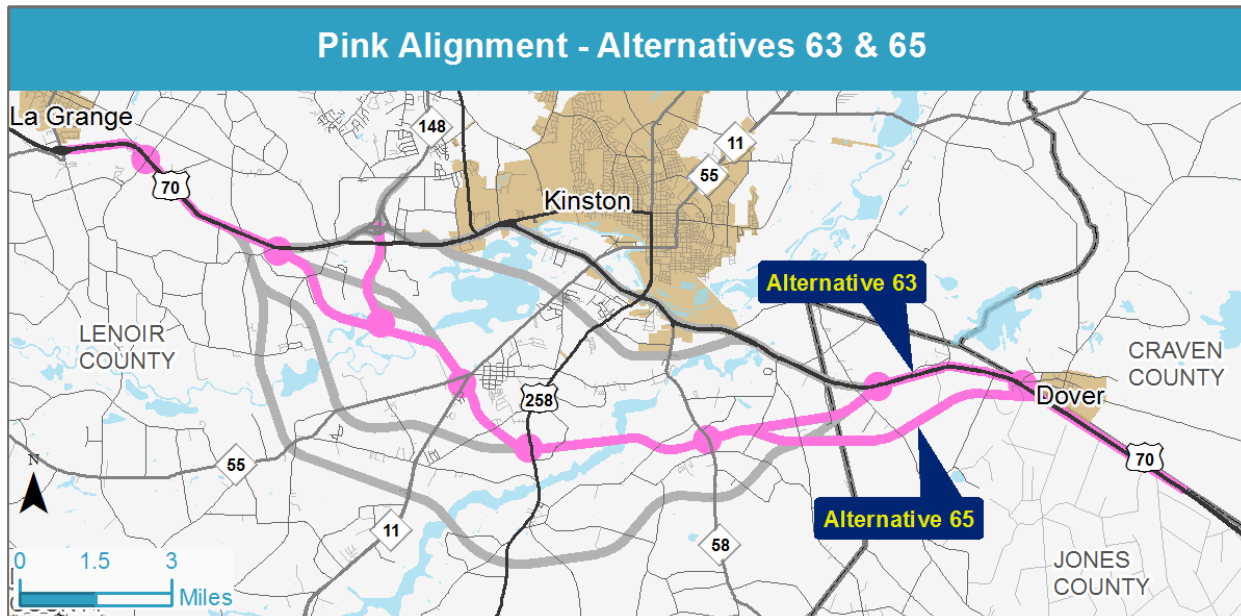 Pink Alignment - Alternatives 63 & 65
La Grange
148
11
55
70
Kinston
Alternative 63
LENOIR
COUNTY
CRAVEN
COUNTY
258
Dover
55
70
N
Alternative 65
11
58
0 1.5 3
Miles
JONES
COUNTY